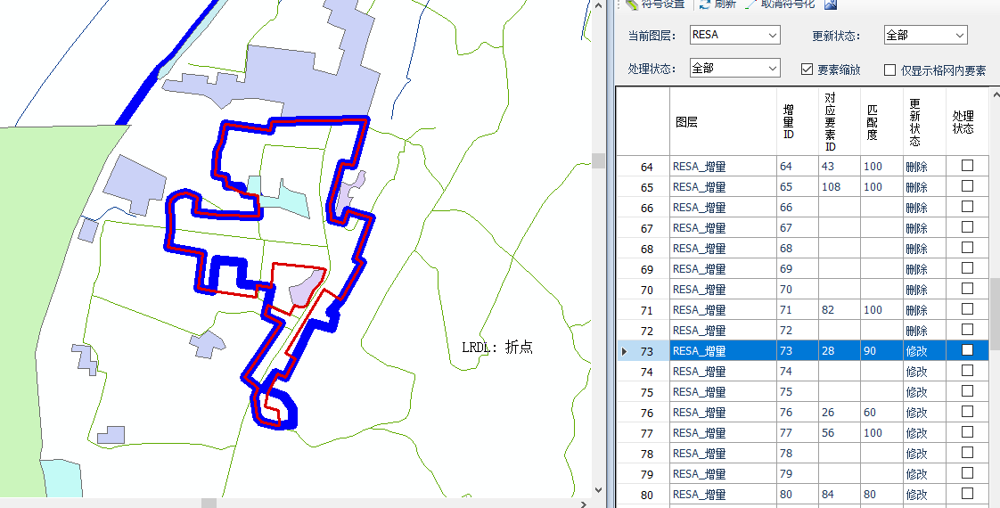 符号设置 刷新 取消符号化
当前图层: RESA 更新状态: 全部
处理状态: 全部 要素缩放 仅显示格网内要素
图层 增量ID 对应要素ID 匹配度 更新状态 处理状态
64 RESA_增量 64 43 100 删除
65 RESA_增量 65 108 100 删除
66 RESA_增量 66 删除
67 RESA_增量 67 删除
68 RESA_增量 68 删除
69 RESA_增量 69 删除
70 RESA_增量 70 删除
71 RESA_增量 71 82 100 删除
72 RESA_增量 72 删除
73 RESA_增量 73 28 90 修改
74 RESA_增量 74 修改
75 RESA_增量 75 修改
76 RESA_增量 76 26 60 修改
77 RESA_增量 77 56 100 修改
78 RESA_增量 78 修改
79 RESA_增量 79 修改
80 RESA_增量 80 84 80 修改
LRDL: 折点